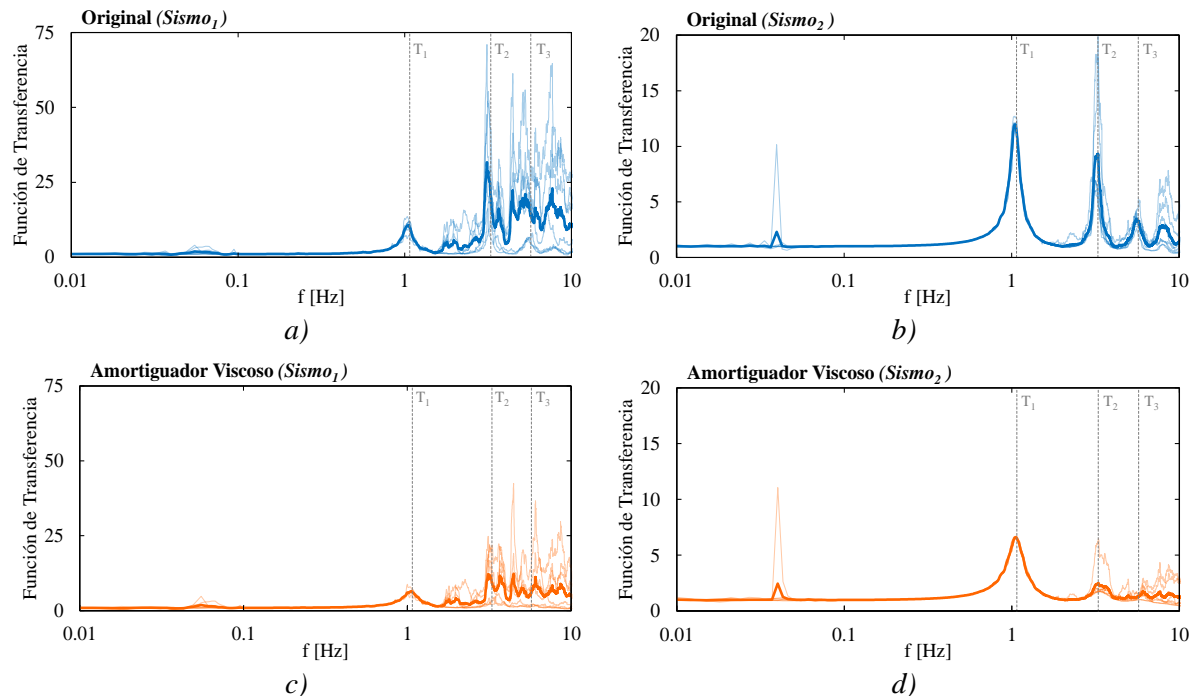 Original (Sismo1)
Función de Transferencia
75
50
25
0
T1
T2
T3
0.01
0.1
1
10
f [Hz]
a)
Original (Sismo2)
Función de Transferencia
20
15
10
5
0
T1
T2
T3
0.01
0.1
1
10
f [Hz]
b)
Amortiguador Viscoso (Sismo1)
Función de Transferencia
75
50
25
0
T1
T2
T3
0.01
0.1
1
10
f [Hz]
c)
Amortiguador Viscoso (Sismo2)
Función de Transferencia
20
15
10
5
0
T1
T2
T3
0.01
0.1
1
10
f [Hz]
d)